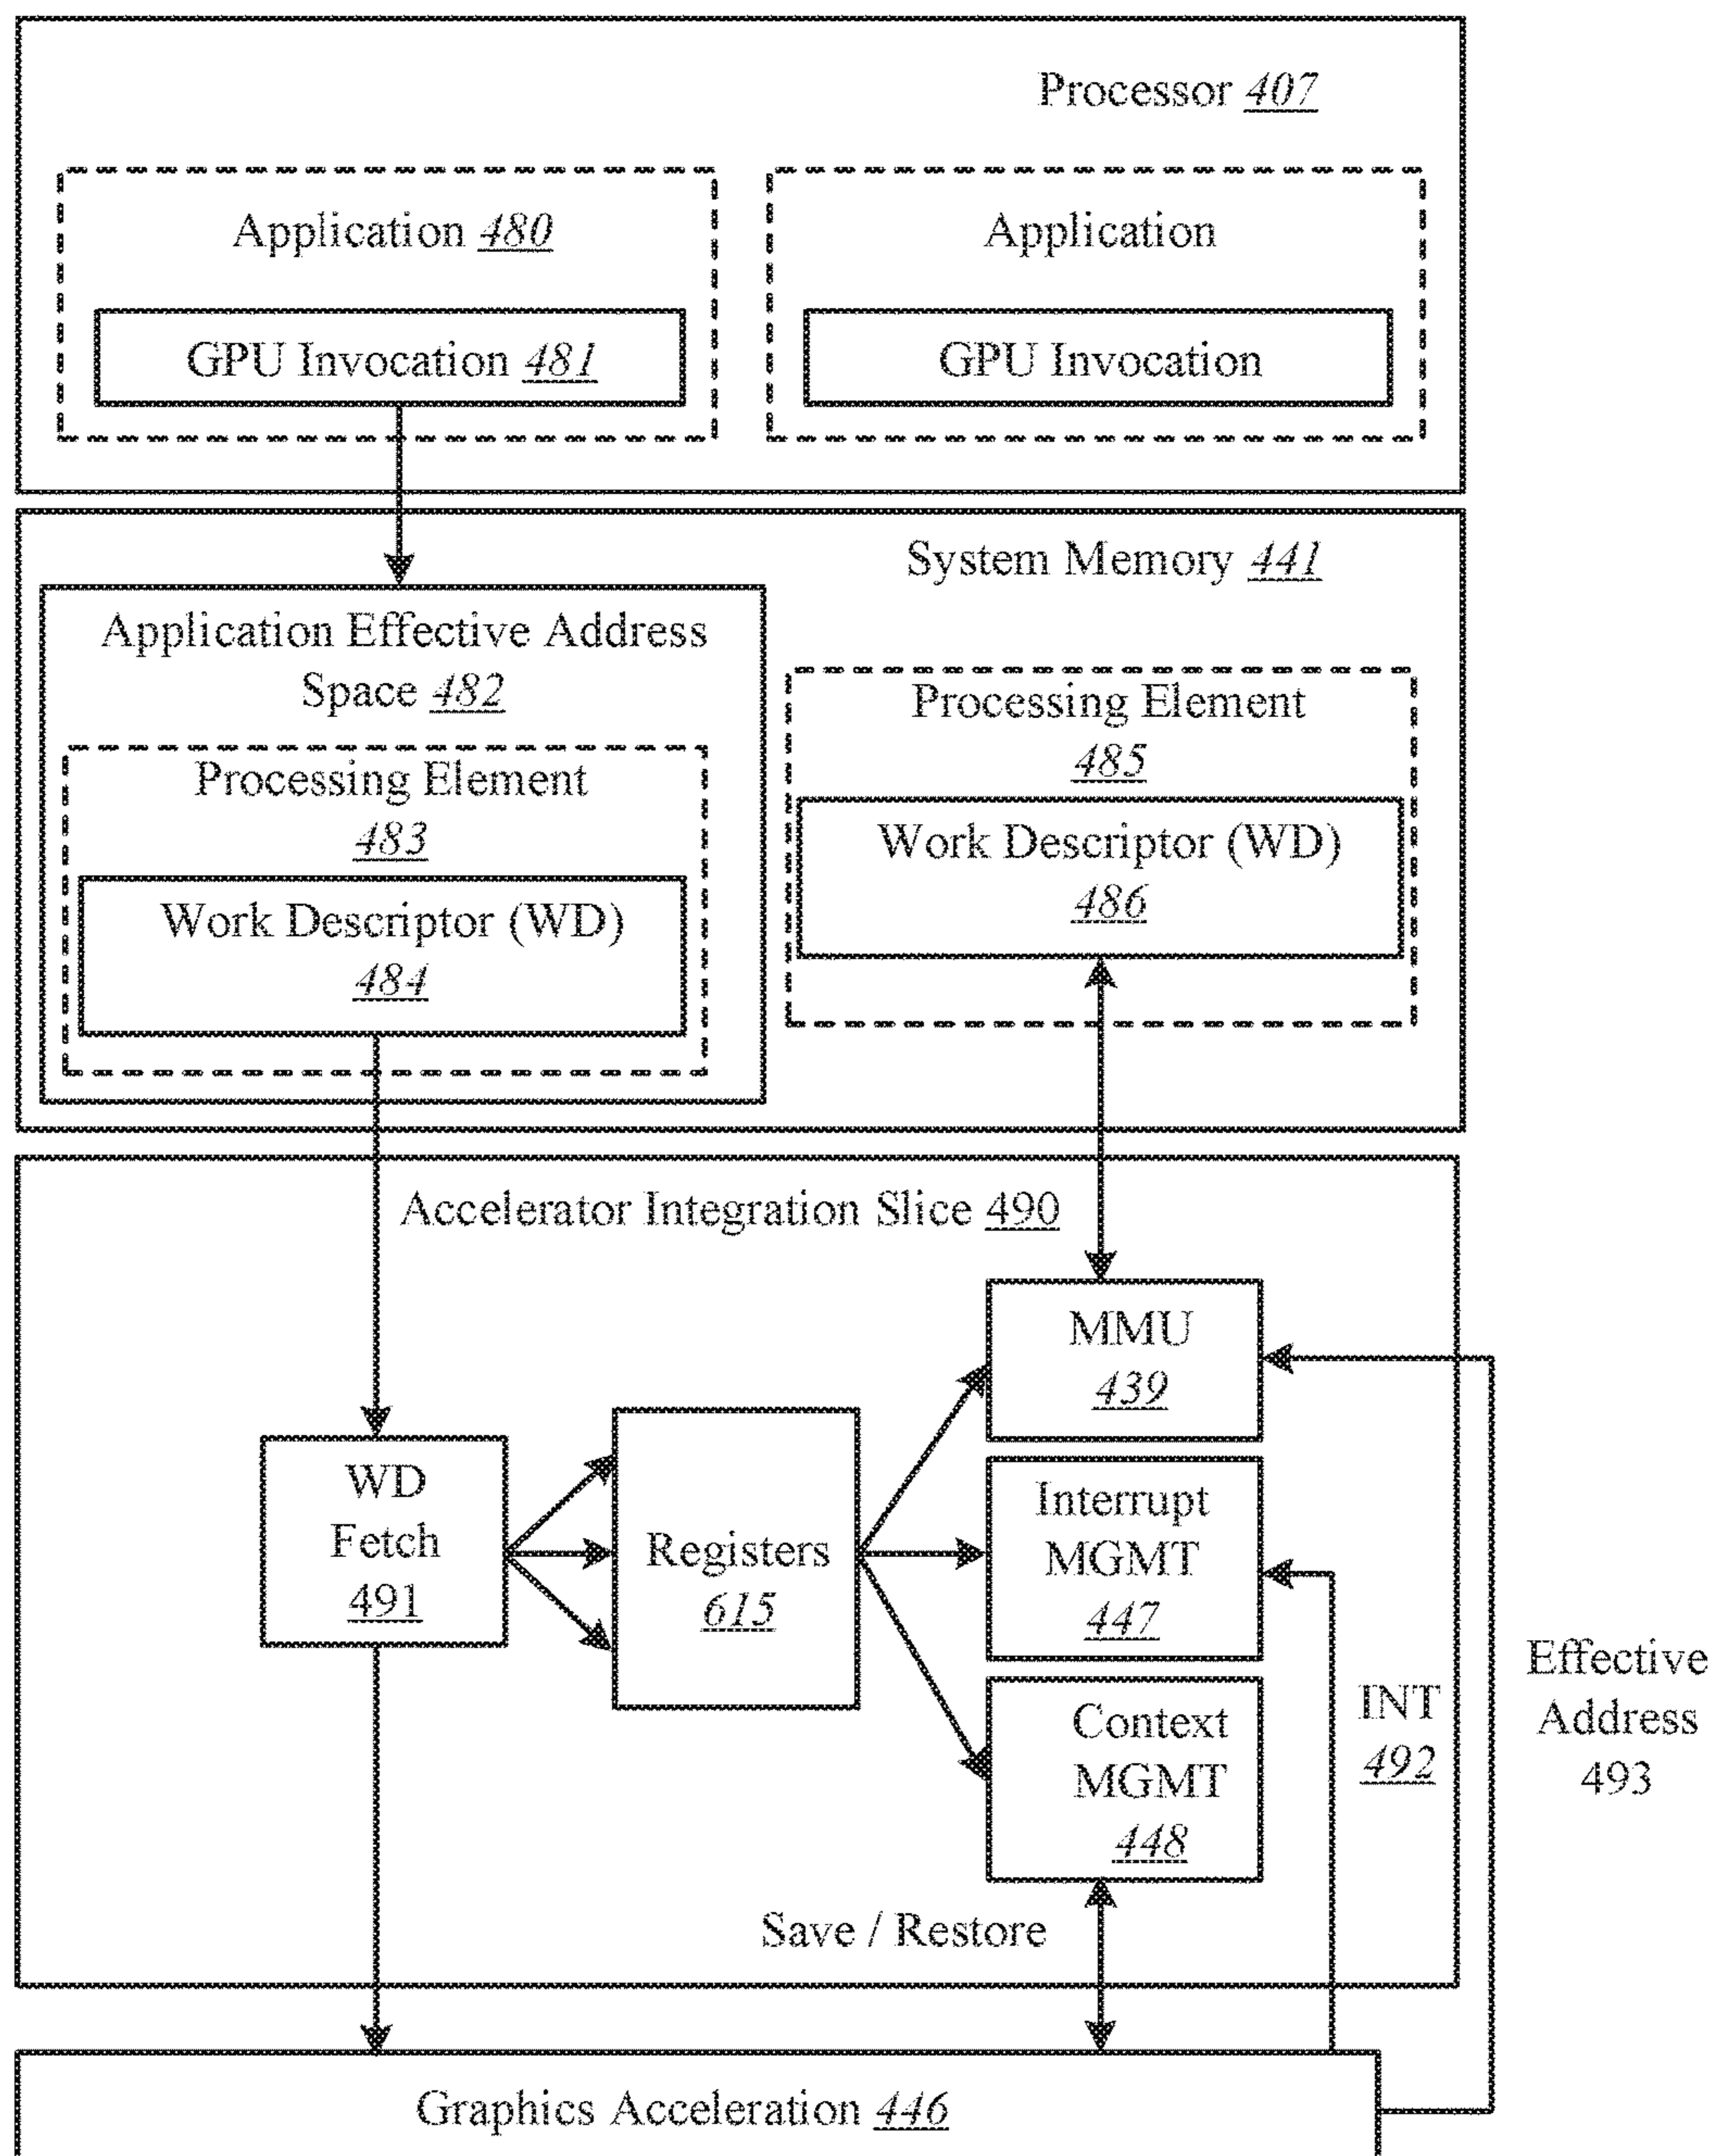 Processor 407
Application 480
Application
GPU Invocation 481
GPU Invocation
System Memory 441
Application Effective Address
Space 482
Processing Element
483
Work Descriptor (WD)
484
Processing Element
485
Work Descriptor (WD)
486
Accelerator Integration Slice 490
MMU
439
WD
Fetch
491
Registers
615
Interrupt
MGMT
447
Context
MGMT
448
INT
492
Effective
Address
493
Save / Restore
Graphics Acceleration 446